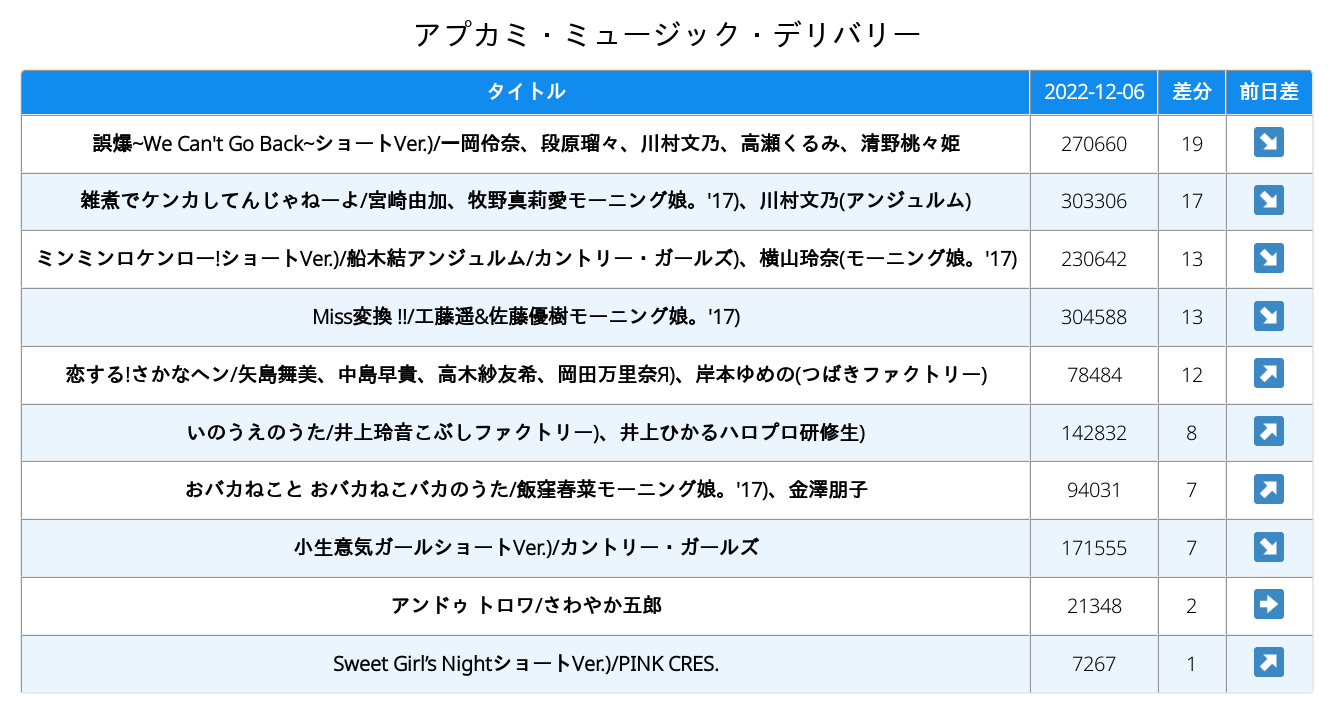 アプカミ・ミュージック・デリバリー
タイトル 2022-12-06 差分 前日差
誤爆~We Can't Go Back~ショートVer.)/一岡伶奈、段原瑠々、川村文乃、高瀬くるみ、清野桃々姫 270660 19 ↘
雑煮でケンカしてんじゃねーよ/宮崎由加、牧野真莉愛モーニング娘。'17)、川村文乃(アンジュルム) 303306 17 ↘
ミンミンロケンロー!ショートVer.)/船木結アンジュルム/カントリー・ガールズ)、横山玲奈(モーニング娘。'17) 230642 13 ↘
Miss変換 !!/工藤遥&佐藤優樹モーニング娘。'17) 304588 13 ↘
恋する!さかなヘン/矢島舞美、中島早貴、高木紗友希、岡田万里奈Я)、岸本ゆめの(つばきファクトリー) 78484 12 ↗
いのうえのうた/井上玲音こぶしファクトリー)、井上ひかるハロプロ研修生) 142832 8 ↗
おバカねこと おバカねこバカのうた/飯窪春菜モーニング娘。'17)、金澤朋子 94031 7 ↗
小生意気ガールショートVer.)/カントリー・ガールズ 171555 7 ↘
アンドゥ トロワ/さわやか五郎 21348 2 ➡
Sweet Girl’s NightショートVer.)/PINK CRES. 7267 1 ↗